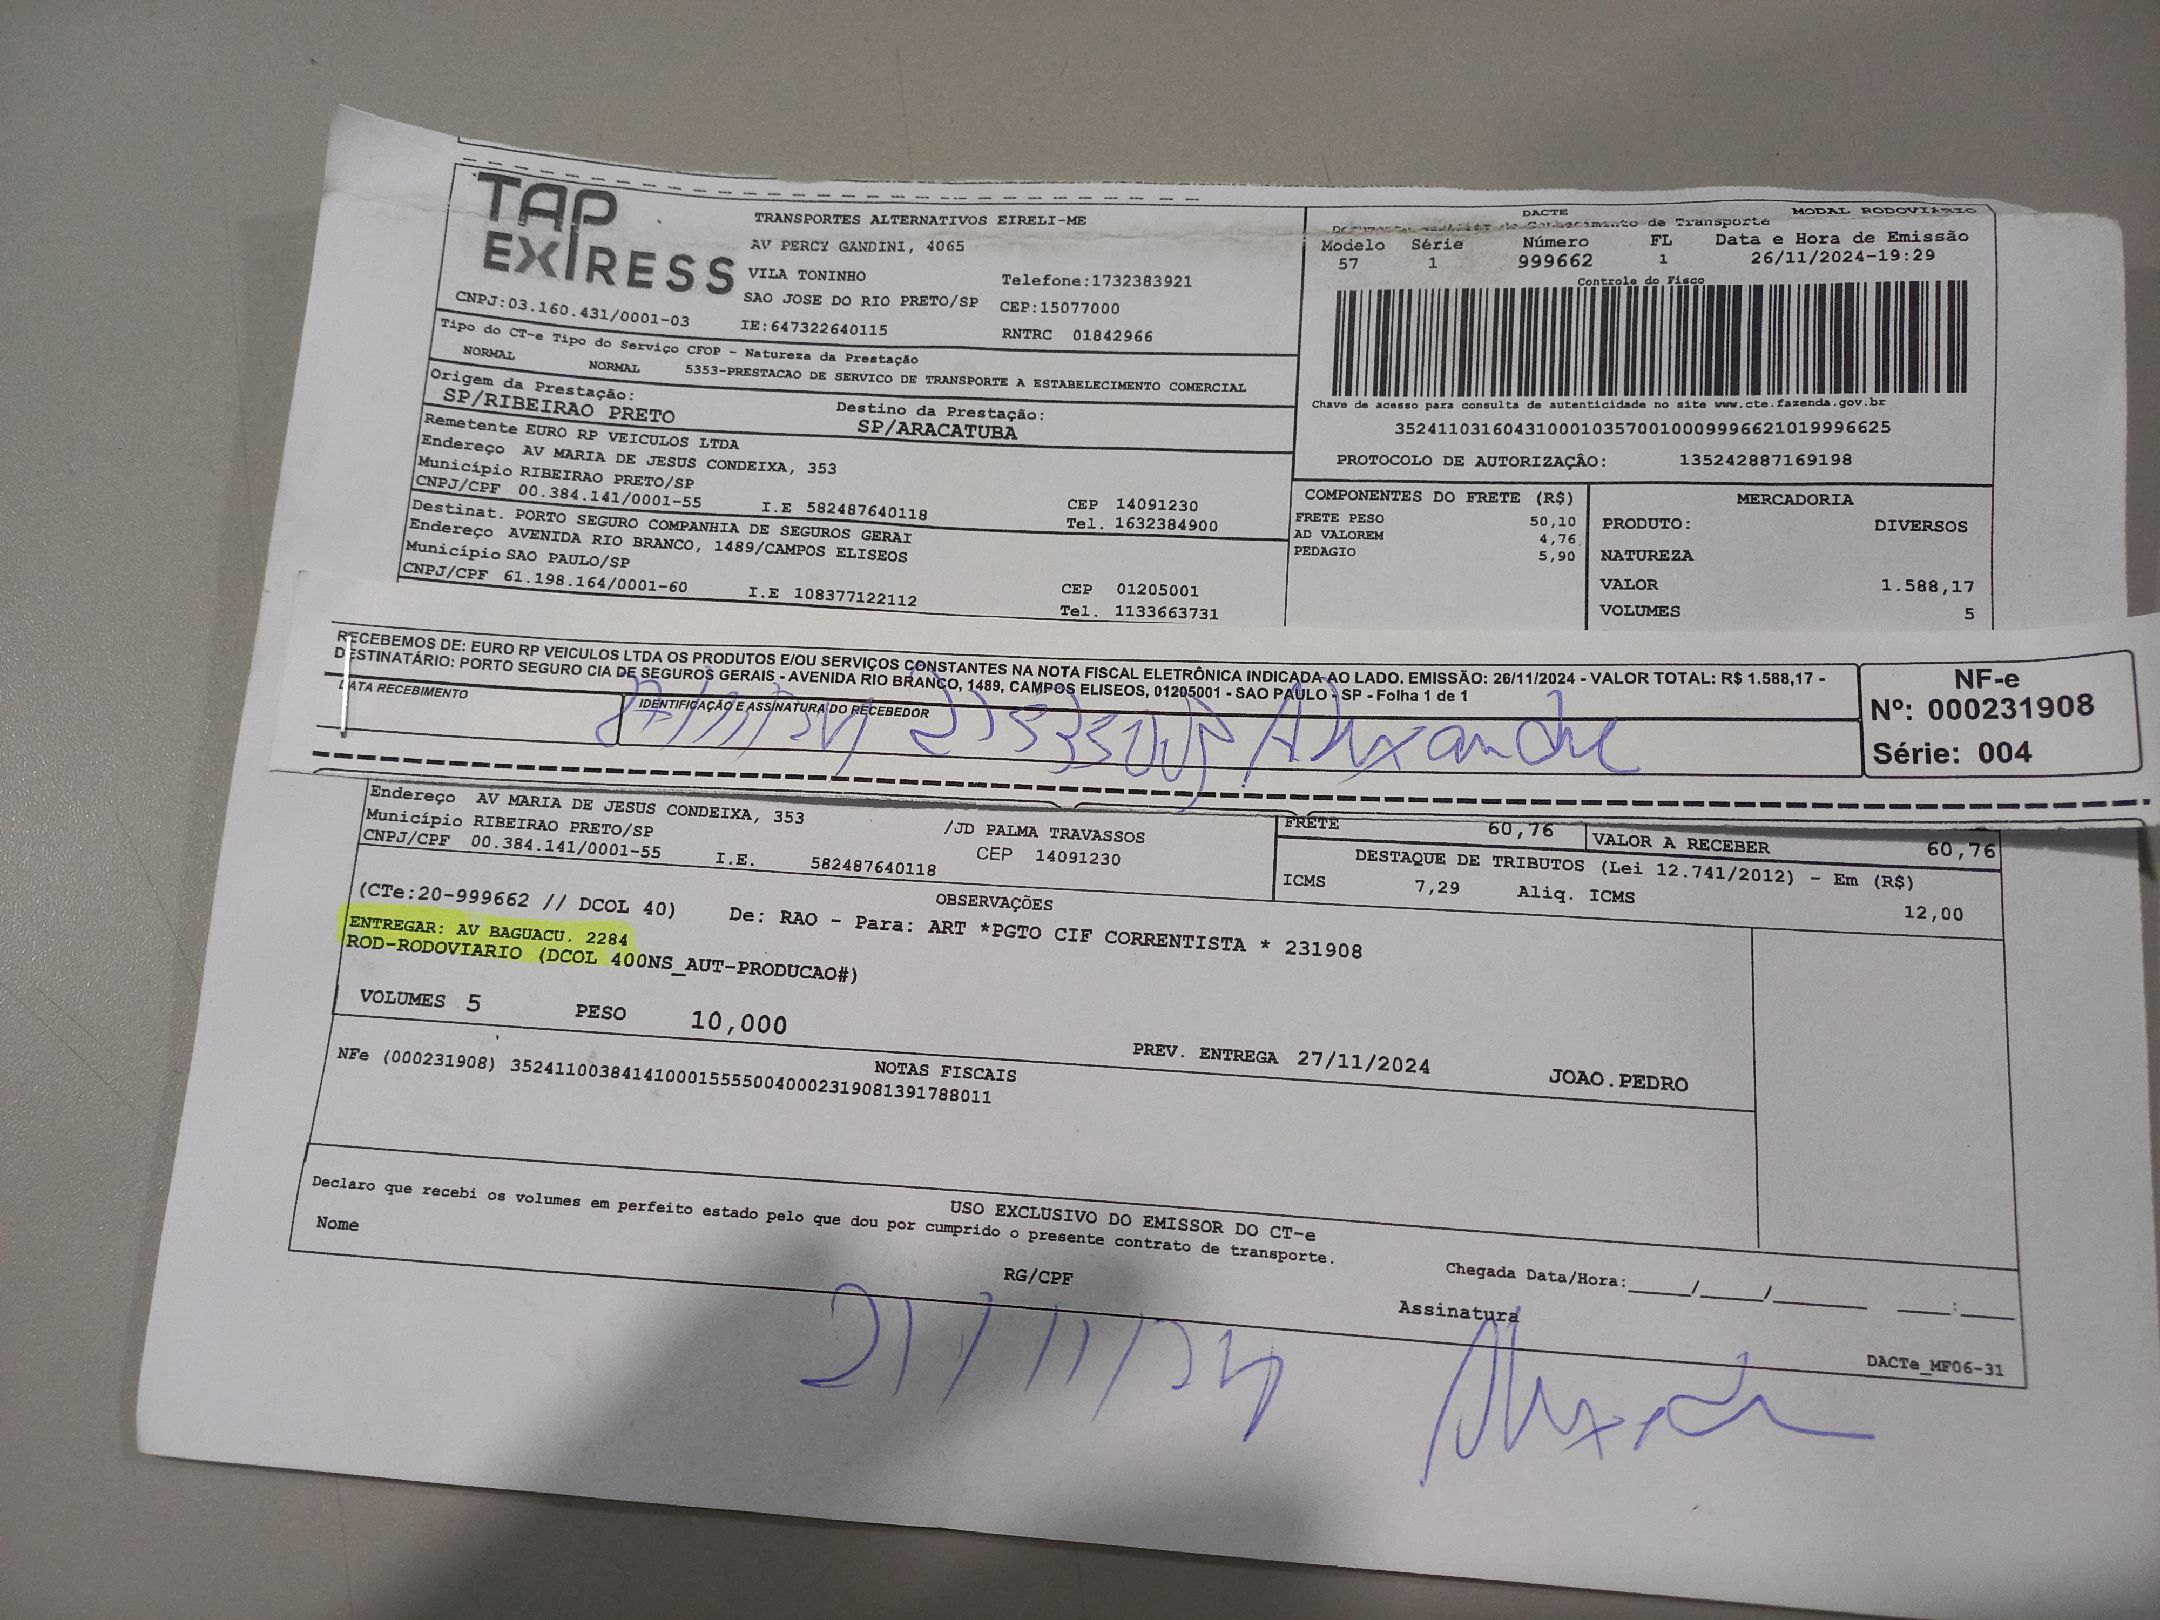 TAP
EXPRESS
CNPJ:03.160.431/0001-03
TRANSPORTES ALTERNATIVOS EIRELI-ME
AV PERCY GANDINI, 4065
VILA TONINHO Telefone:1732383921
SAO JOSE DO RIO PRETO/SP CEP:15077000
IE:647322640115 RNTRC 01842966
DACTE MODAL RODOVIÁRIO
Modelo Série Número FL Data e Hora de Emissão
57 1 999662 1 26/11/2024-19:29
Controle do Fisco
Chave de acesso para consulta de autenticidade no site www.cte.fazenda.gov.br
35241103160431000103570010009996621019996625
PROTOCOLO DE AUTORIZAÇÃO: 135242887169198
Tipo do CT-e Tipo do Serviço CFOP - Natureza da Prestação
NORMAL NORMAL 5353-PRESTACAO DE SERVICO DE TRANSPORTE A ESTABELECIMENTO COMERCIAL
Origem da Prestação: Destino da Prestação:
SP/RIBEIRAO PRETO SP/ARACATUBA
Remetente EURO RP VEICULOS LTDA
Endereço AV MARIA DE JESUS CONDEIXA, 353
Município RIBEIRAO PRETO/SP CEP 14091230
CNPJ/CPF 00.384.141/0001-55 I.E 582487640118 Tel. 1632384900
Destinat. PORTO SEGURO COMPANHIA DE SEGUROS GERAI
Endereço AVENIDA RIO BRANCO, 1489/CAMPOS ELISEOS
Município SAO PAULO/SP CEP 01205001
CNPJ/CPF 61.198.164/0001-60 I.E 108377122112 Tel. 1133663731
COMPONENTES DO FRETE (R$)
FRETE PESO 50,10
AD VALOREM 4,76
PEDAGIO 5,90
MERCADORIA
PRODUTO: DIVERSOS
NATUREZA
VALOR 1.588,17
VOLUMES 5
RECEBEMOS DE: EURO RP VEICULOS LTDA OS PRODUTOS E/OU SERVIÇOS CONSTANTES NA NOTA FISCAL ELETRÔNICA INDICADA AO LADO. EMISSÃO: 26/11/2024 - VALOR TOTAL: R$ 1.588,17 -
DESTINATÁRIO: PORTO SEGURO CIA DE SEGUROS GERAIS - AVENIDA RIO BRANCO, 1489, CAMPOS ELISEOS, 01205001 - SAO PAULO - SP - Folha 1 de 1
DATA RECEBIMENTO IDENTIFICAÇÃO E ASSINATURA DO RECEBEDOR
27/11/24 Alexandre
NF-e
Nº: 000231908
Série: 004
Endereço AV MARIA DE JESUS CONDEIXA, 353 /JD PALMA TRAVASSOS
Município RIBEIRAO PRETO/SP CEP 14091230
CNPJ/CPF 00.384.141/0001-55 I.E. 582487640118
FRETE 60,76 VALOR A RECEBER 60,76
DESTAQUE DE TRIBUTOS (Lei 12.741/2012) - Em (R$)
ICMS 7,29 Aliq. ICMS 12,00
OBSERVAÇÕES
(CTe:20-999662 // DCOL 40) De: RAO - Para: ART *PGTO CIF CORRENTISTA * 231908
ENTREGAR: AV BAGUACU. 2284
ROD-RODOVIARIO (DCOL 400NS_AUT-PRODUCAO#)
VOLUMES 5 PESO 10,000
PREV. ENTREGA 27/11/2024 JOAO.PEDRO
NOTAS FISCAIS
NFe (000231908) 35241100384141000155550040002319081391788011
USO EXCLUSIVO DO EMISSOR DO CT-e
Declaro que recebi os volumes em perfeito estado pelo que dou por cumprido o presente contrato de transporte.
Nome RG/CPF Chegada Data/Hora:____/____/______ ___:___
Assinatura
DACTe_MF06-31
27/11/24